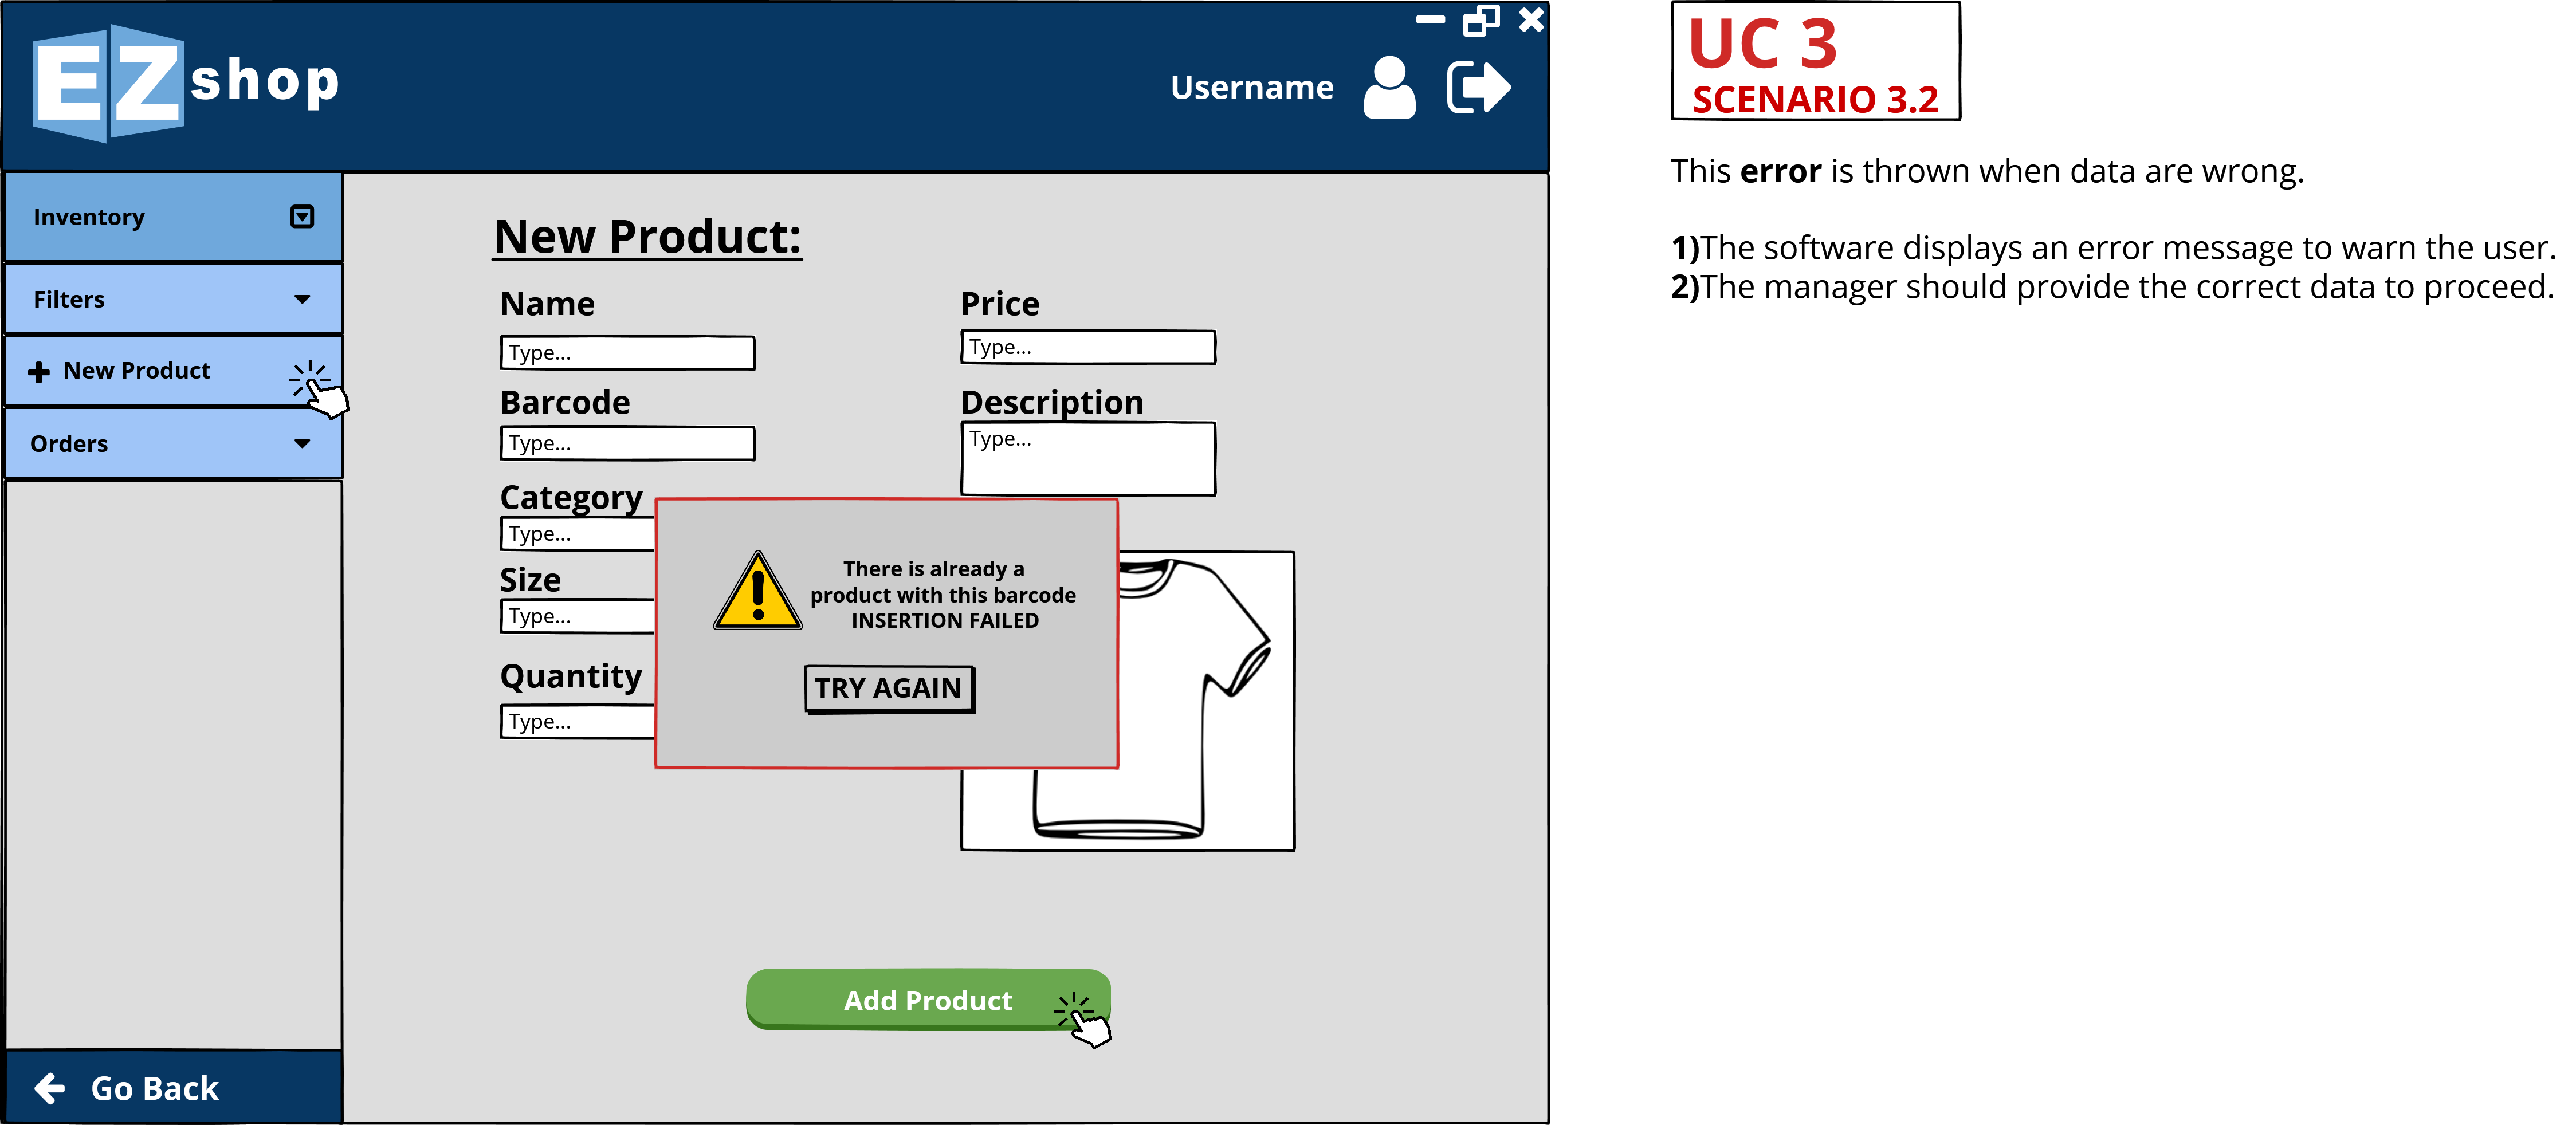 EZshop
Username
Inventory
Filters
New Product
Orders
Go Back
New Product:
Name
Type...
Barcode
Type...
Category
Type...
Size
Type...
Quantity
Type...
Price
Type...
Description
Type...
There is already a
product with this barcode
INSERTION FAILED
TRY AGAIN
Add Product
UC 3
SCENARIO 3.2
This error is thrown when data are wrong.
1)The software displays an error message to warn the user.
2)The manager should provide the correct data to proceed.